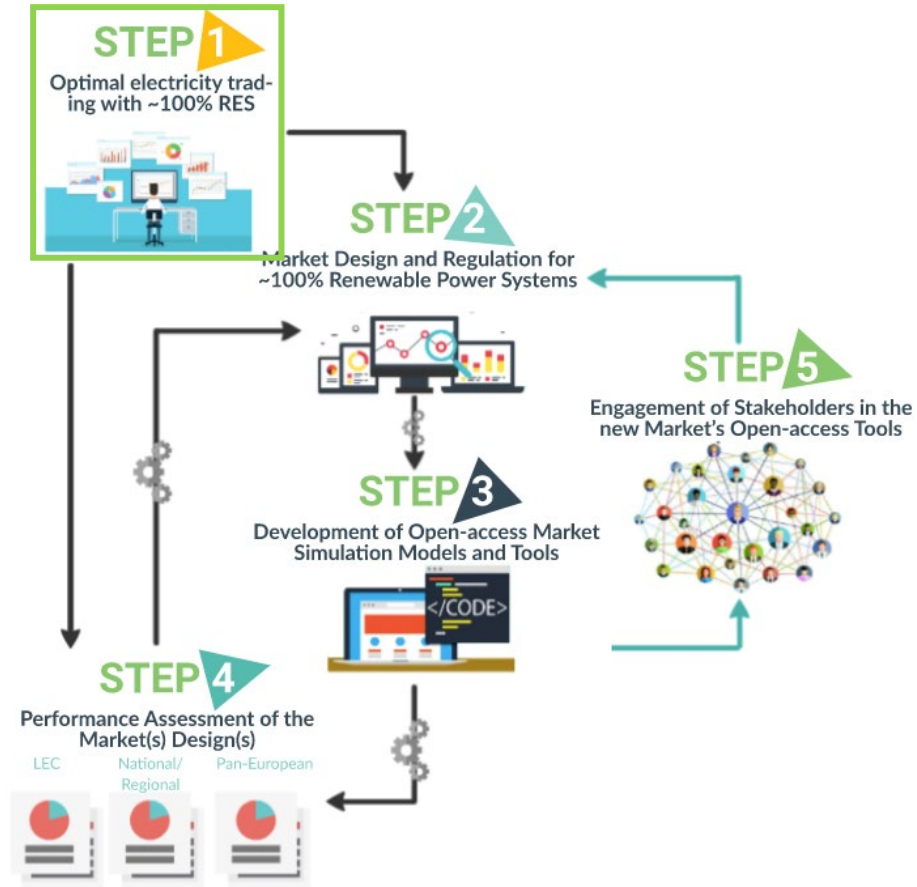 STEP 1
Optimal electricity trad-
ing with ~100% RES
STEP 2
Market Design and Regulation for
~100% Renewable Power Systems
STEP 5
Engagement of Stakeholders in the
new Market's Open-access Tools
STEP 3
Development of Open-access Market
Simulation Models and Tools
</CODE>
STEP 4
Performance Assessment of the
Market(s) Design(s)
LEC
National/
Regional
Pan-European